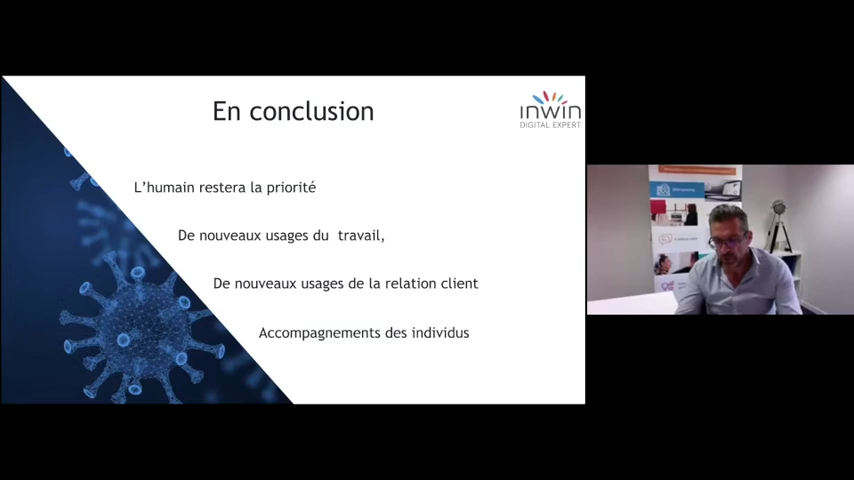 En conclusion
inwin
DIGITAL EXPERT
L’humain restera la priorité
De nouveaux usages du  travail,
De nouveaux usages de la relation client
Accompagnements des individus